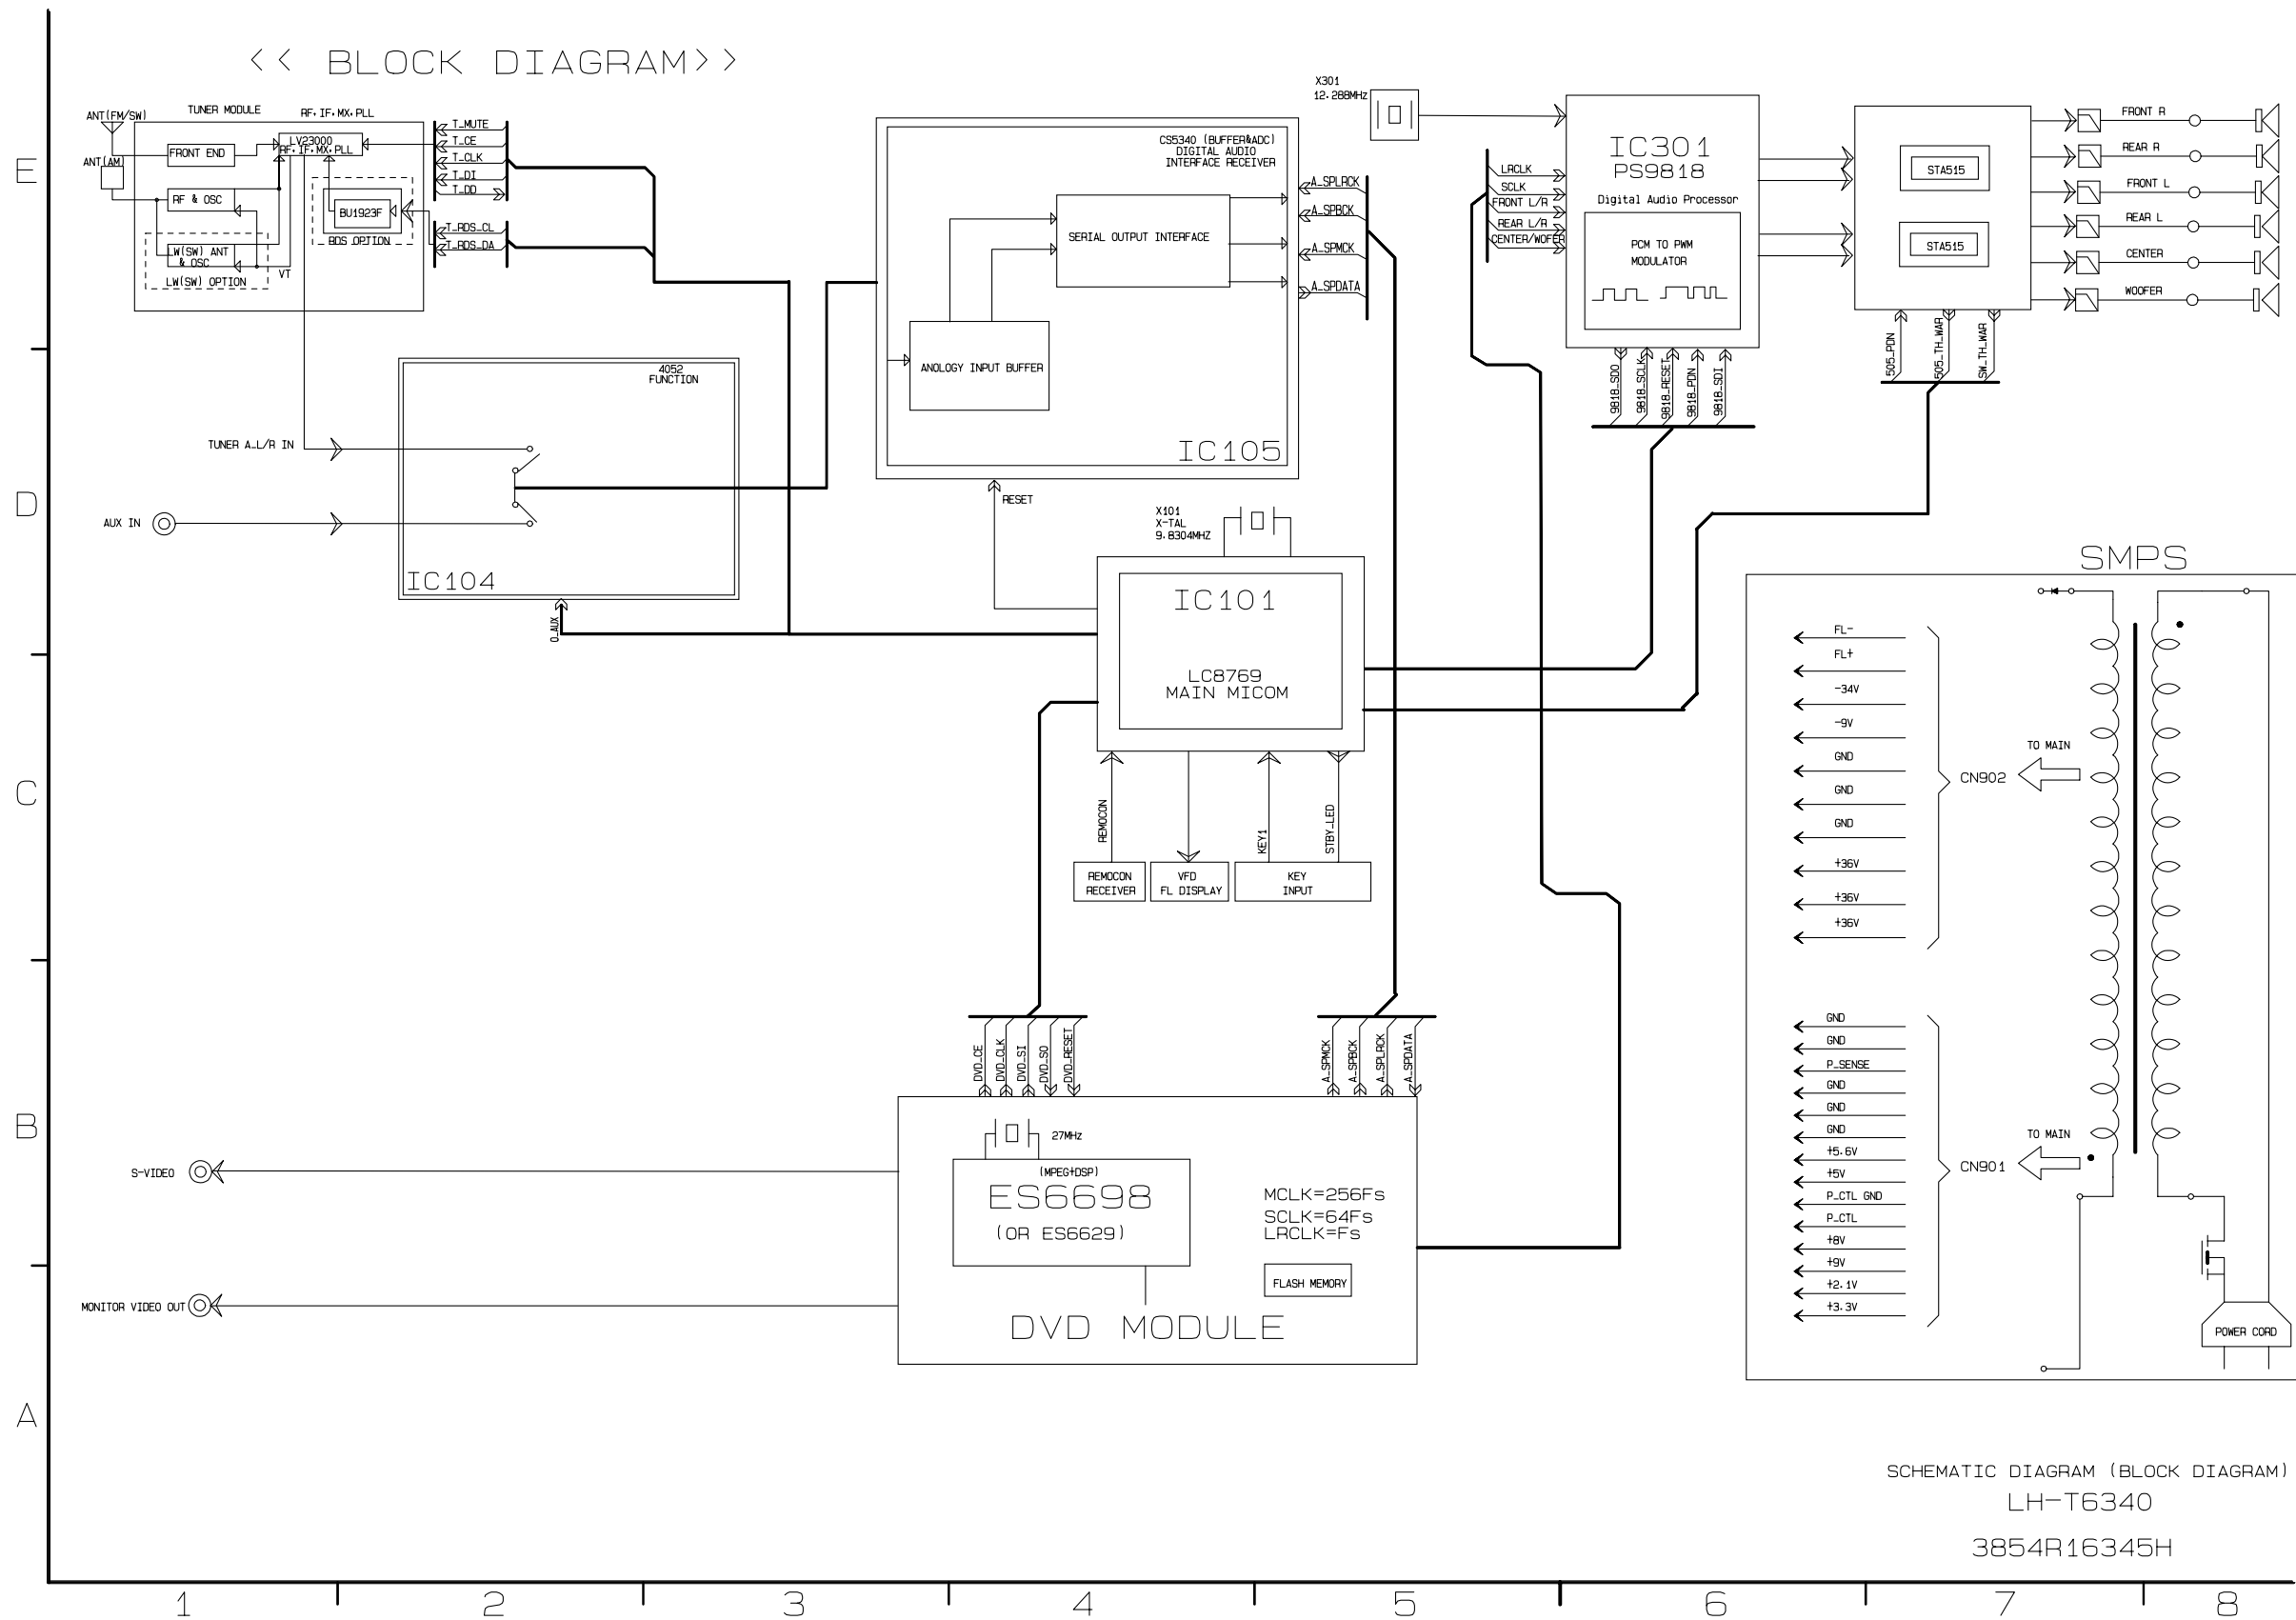 << BLOCK DIAGRAM>>
ANT(FM/SW)
TUNER MODULE
RF.IF.MX.PLL
ANT(AM)
FRONT END
LV23000
RF.IF.MX.PLL
RF & OSC
BU1923F
RDS OPTION
LW(SW) ANT
& OSC
LW(SW) OPTION
VT
T_MUTE
T_CE
T_CLK
T_DI
T_DO
T_RDS_CL
T_RDS_DA
CS5340 (BUFFER&ADC)
DIGITAL AUDIO
INTERFACE RECEIVER
SERIAL OUTPUT INTERFACE
ANOLOGY INPUT BUFFER
IC105
A_SPLRCK
A_SPBCK
A_SPMCK
A_SPDATA
X301
12.288MHz
LRCLK
SCLK
FRONT L/R
REAR L/R
CENTER/WOFER
IC301
PS9818
Digital Audio Processor
PCM TO PWM
MODULATOR
9818_SDO
9818_SCLK
9818_RESET
9818_PDN
9818_SDI
STA515
STA515
FRONT R
REAR R
FRONT L
REAR L
CENTER
WOOFER
505_PDN
505_TH_WAR
SW_TH_WAR
4052
FUNCTION
TUNER A_L/R IN
AUX IN
IC104
O_AUX
RESET
X101
X-TAL
9.8304MHZ
IC101
LC8769
MAIN MICOM
REMOCON
KEY1
STBY_LED
REMOCON
RECEIVER
VFD
FL DISPLAY
KEY
INPUT
SMPS
FL-
FL+
-34V
-9V
GND
GND
GND
+36V
+36V
+36V
CN902
TO MAIN
GND
GND
P_SENSE
GND
GND
GND
+5.6V
+5V
P_CTL GND
P_CTL
+8V
+9V
+2.1V
+3.3V
CN901
TO MAIN
POWER CORD
DVD_CE
DVD_CLK
DVD_SI
DVD_SO
DVD_RESET
A_SPMCK
A_SPBCK
A_SPLRCK
A_SPDATA
27MHz
(MPEG+DSP)
ES6698
(OR ES6629)
MCLK=256Fs
SCLK=64Fs
LRCLK=Fs
FLASH MEMORY
DVD MODULE
S-VIDEO
MONITOR VIDEO OUT
SCHEMATIC DIAGRAM (BLOCK DIAGRAM)
LH-T6340
3854R16345H
E
D
C
B
A
1 2 3 4 5 6 7 8